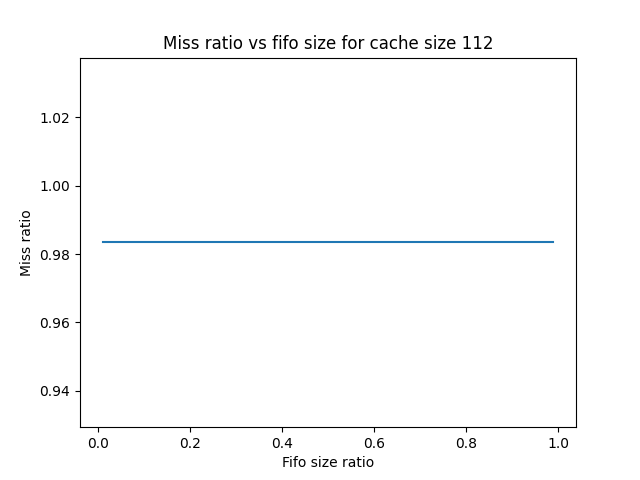 Miss ratio vs fifo size for cache size 112
Miss ratio
1.02
1.00
0.98
0.96
0.94
0.0 0.2 0.4 0.6 0.8 1.0
Fifo size ratio